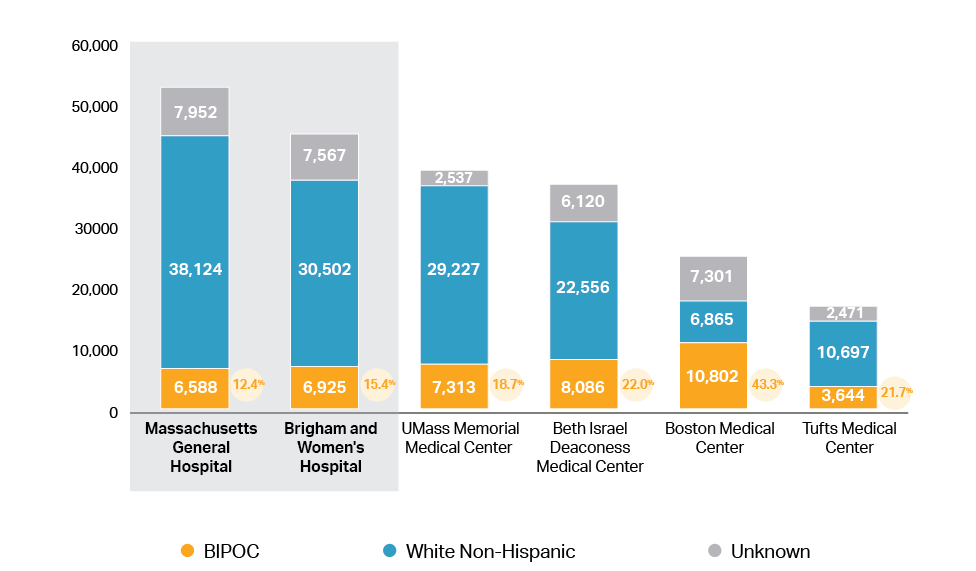 60,000
50,000
40,000
30000
20,000
10,000
0
7,952
38,124
6,588
12.4%
7,567
30,502
6,925
15.4%
2,537
29,227
7,313
18.7%
6,120
22,556
8,086
22.0%
7,301
6,865
10,802
43.3%
2,471
10,697
3,644
21.7%
Massachusetts
General
Hospital
Brigham and
Women's
Hospital
UMass Memorial
Medical Center
Beth Israel
Deaconess
Medical Center
Boston Medical
Center
Tufts Medical
Center
BIPOC
White Non-Hispanic
Unknown